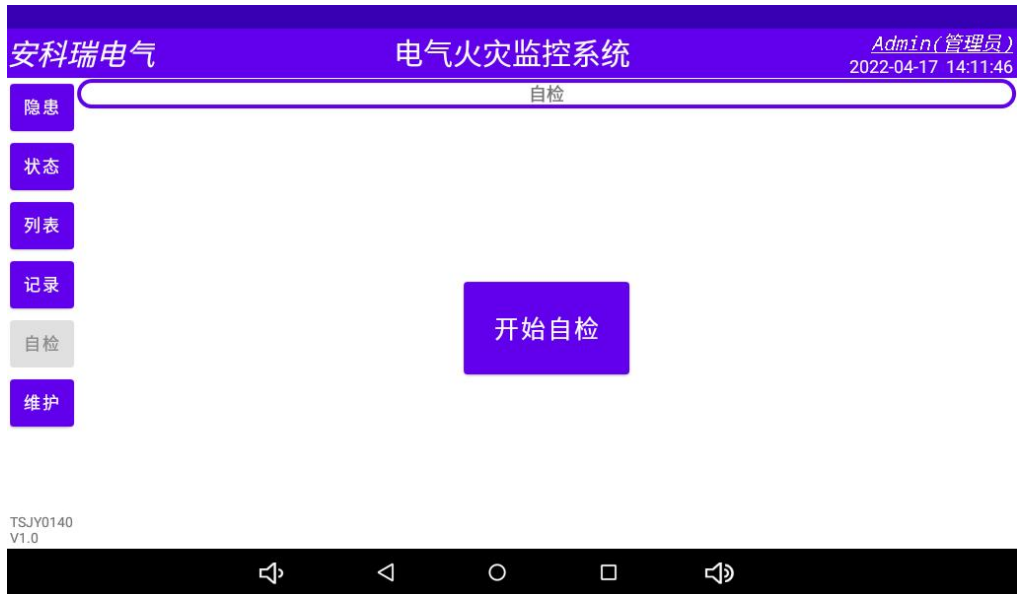 安科瑞电气
电气火灾监控系统
Admin(管理员)
2022-04-17 14:11:46
自检
隐患
状态
列表
记录
自检
维护
开始自检
TSJY0140
V1.0